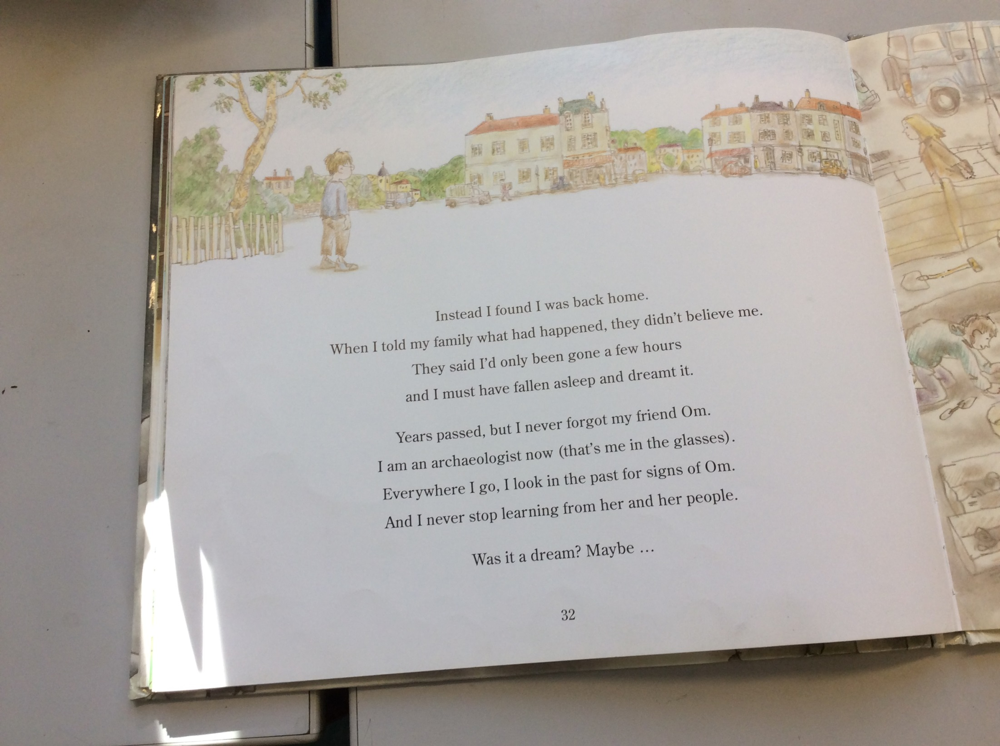 Instead I found I was back home.
When I told my family what had happened, they didn't believe me.
They said I'd only been gone a few hours
and I must have fallen asleep and dreamt it.
Years passed, but I never forgot my friend Om.
I am an archaeologist now (that's me in the glasses).
Everywhere I go, I look in the past for signs of Om.
And I never stop learning from her and her people.
Was it a dream? Maybe ...
32